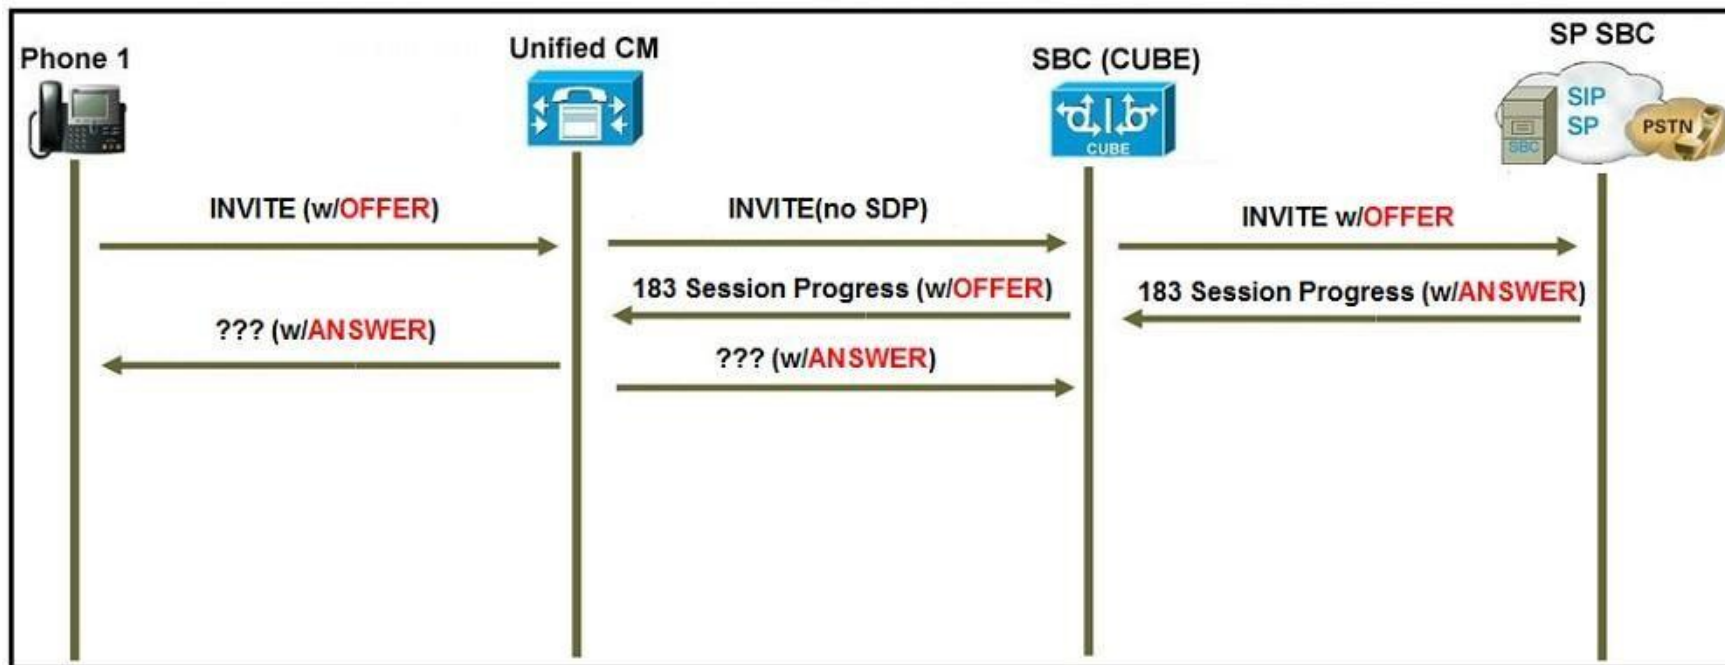 Phone 1
Unified CM
SBC (CUBE)
SP SBC
CUBE
SBC
SIP
SP
PSTN
INVITE (w/OFFER)
INVITE(no SDP)
INVITE w/OFFER
183 Session Progress (w/OFFER)
183 Session Progress (w/ANSWER)
??? (w/ANSWER)
??? (w/ANSWER)